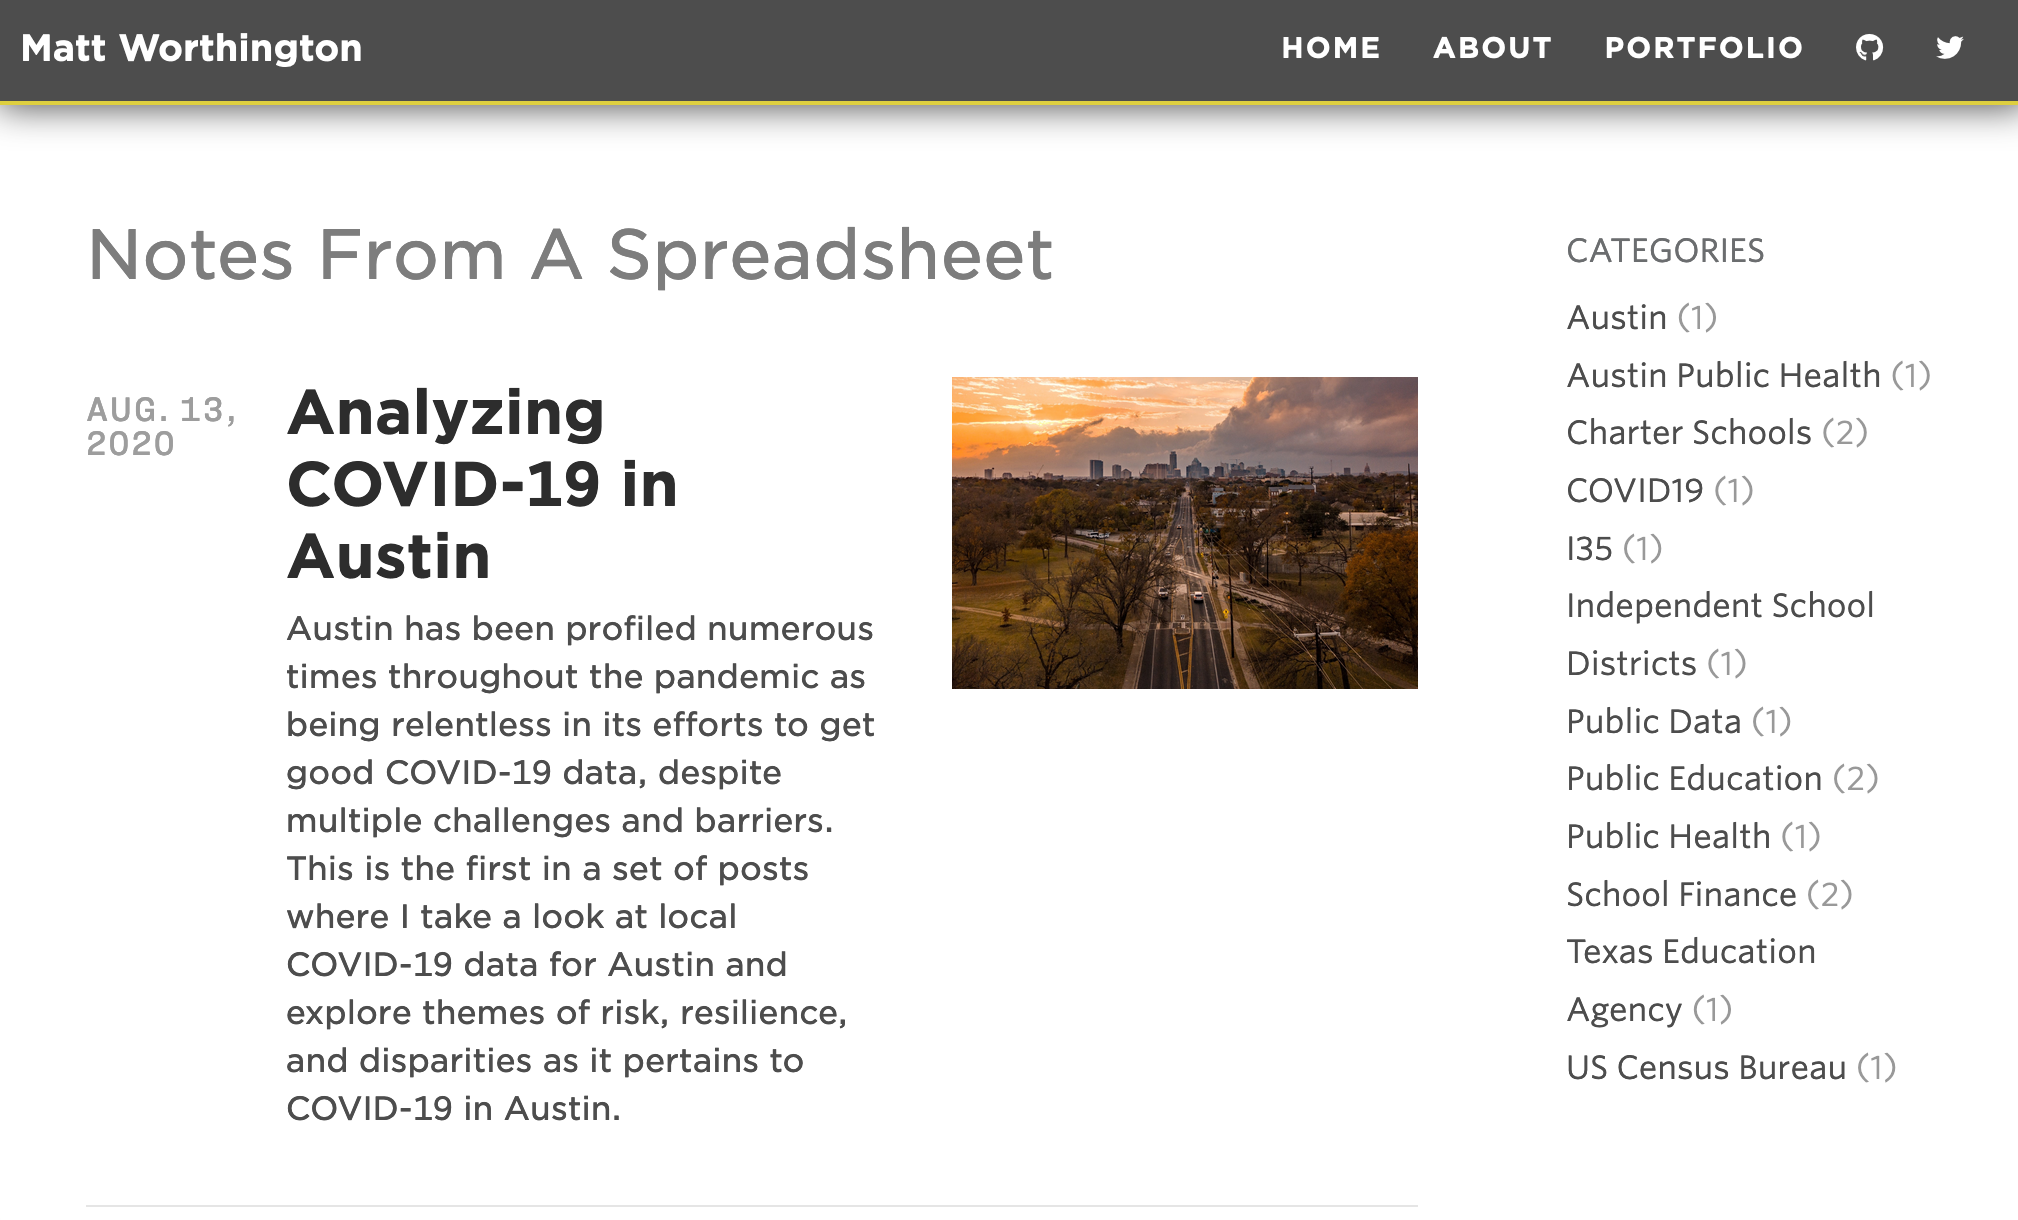 Matt Worthington
HOME ABOUT PORTFOLIO
Notes From A Spreadsheet
AUG. 13,
2020
Analyzing
COVID-19 in
Austin
Austin has been profiled numerous
times throughout the pandemic as
being relentless in its efforts to get
good COVID-19 data, despite
multiple challenges and barriers.
This is the first in a set of posts
where I take a look at local
COVID-19 data for Austin and
explore themes of risk, resilience,
and disparities as it pertains to
COVID-19 in Austin.
CATEGORIES
Austin (1)
Austin Public Health (1)
Charter Schools (2)
COVID19 (1)
I35 (1)
Independent School
Districts (1)
Public Data (1)
Public Education (2)
Public Health (1)
School Finance (2)
Texas Education
Agency (1)
US Census Bureau (1)